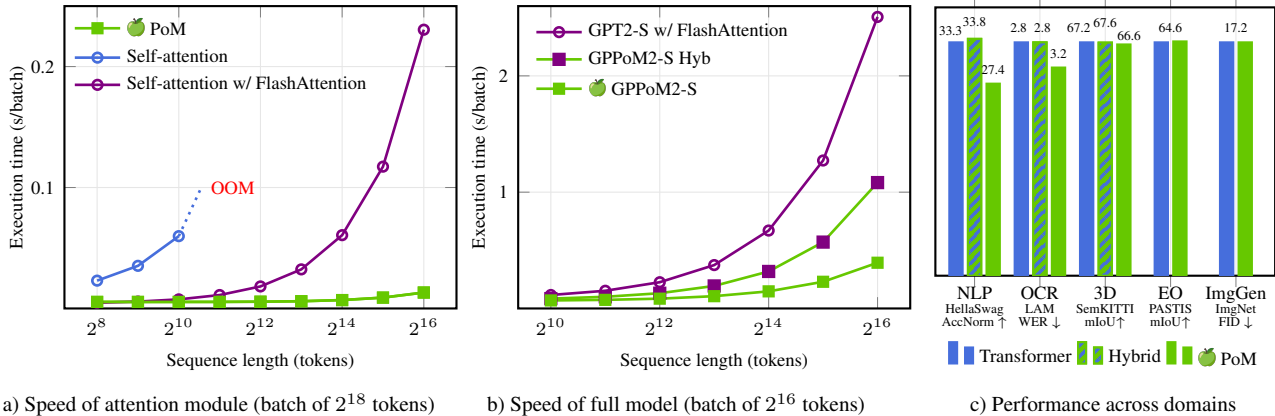 Execution time (s/batch)
0.2
0.1
PoM
Self-attention
Self-attention w/ FlashAttention
OOM
2^8 2^10 2^12 2^14 2^16
Sequence length (tokens)
a) Speed of attention module (batch of 2^18 tokens)
Execution time (s/batch)
2
1
GPT2-S w/ FlashAttention
GPPoM2-S Hyb
GPPoM2-S
2^10 2^12 2^14 2^16
Sequence length (tokens)
b) Speed of full model (batch of 2^16 tokens)
33.3 33.8 27.4 2.8 2.8 3.2 67.2 67.6 66.6 64.6 17.2
NLP OCR 3D EO ImgGen
HellaSwag LAM SemKITTI PASTIS ImgNet
AccNorm ↑ WER ↓ mIoU↑ mIoU↑ FID ↓
Transformer Hybrid PoM
c) Performance across domains